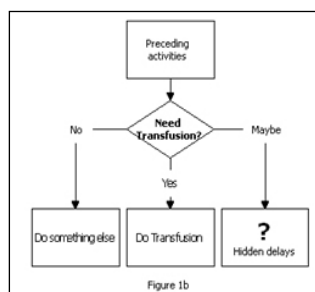 Preceding
activities
Need
Transfusion?
No
Maybe
Yes
Do something else
Do Transfusion
?
Hidden delays
Figure 1b